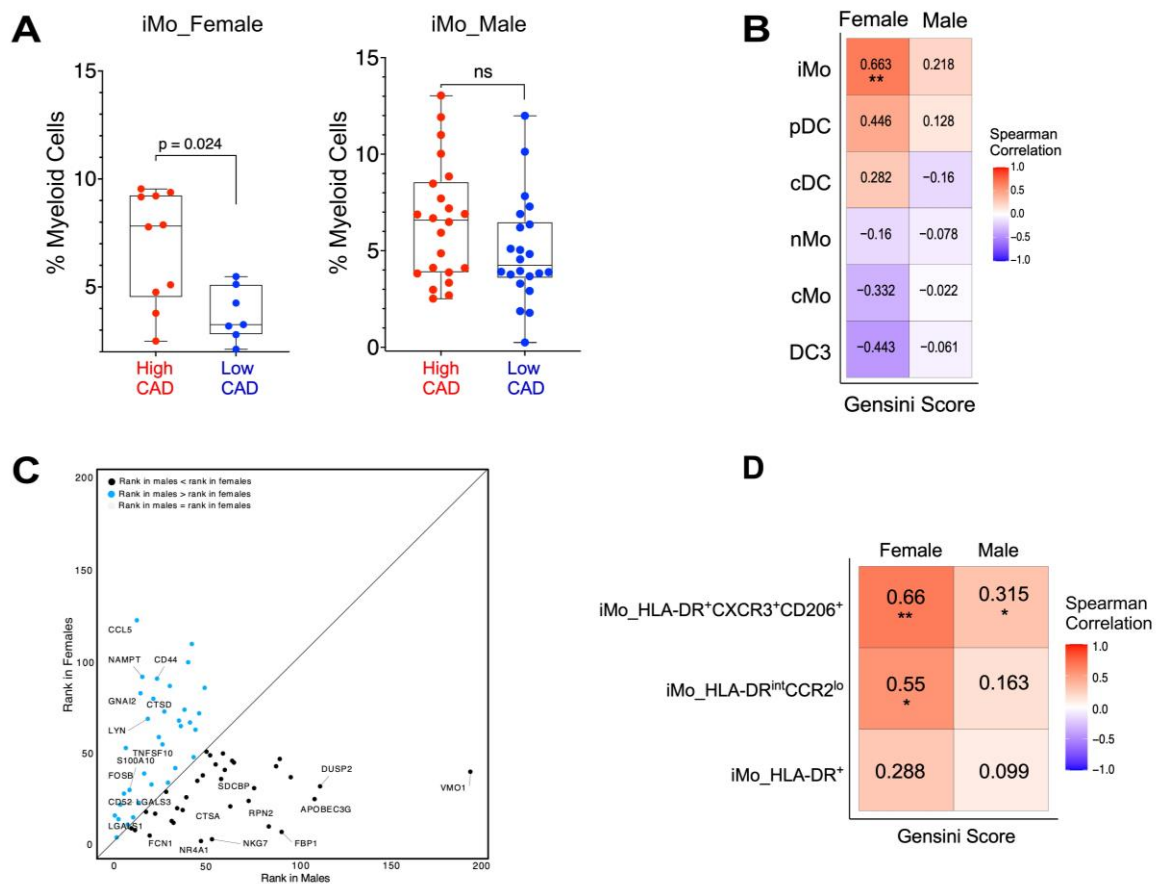 A
iMo_Female
% Myeloid Cells
15
10
5
p = 0.024
High
CAD
Low
CAD
iMo_Male
% Myeloid Cells
15
10
5
0
ns
High
CAD
Low
CAD
B
Female Male
iMo 0.663 0.218
**
pDC 0.446 0.128
cDC 0.282 −0.16
nMo −0.16 −0.078
cMo −0.332 −0.022
DC3 −0.443 −0.061
Gensini Score
Spearman
Correlation
1.0
0.5
0.0
−0.5
−1.0
C
Rank in males < rank in females
Rank in males > rank in females
Rank in males = rank in females
Rank in Females
200
150
100
50
0
CCL5
NAMPT CD44
GNAI2 CTSD
LYN
TNFSF10
S100A10
FOSB
CD52 LGALS3
LGALS1
FCN1
NR4A1
NKG7
FBP1
CTSA
RPN2
SDCBP
DUSP2
APOBEC3G
VMO1
0 50 100 150 200
Rank in Males
D
Female Male
iMo_HLA-DR⁺CXCR3⁺CD206⁺ 0.66 0.315
** *
iMo_HLA-DRⁱⁿᵗCCR2ˡᵒ 0.55 0.163
*
iMo_HLA-DR⁺ 0.288 0.099
Gensini Score
Spearman
Correlation
1.0
0.5
0.0
−0.5
−1.0